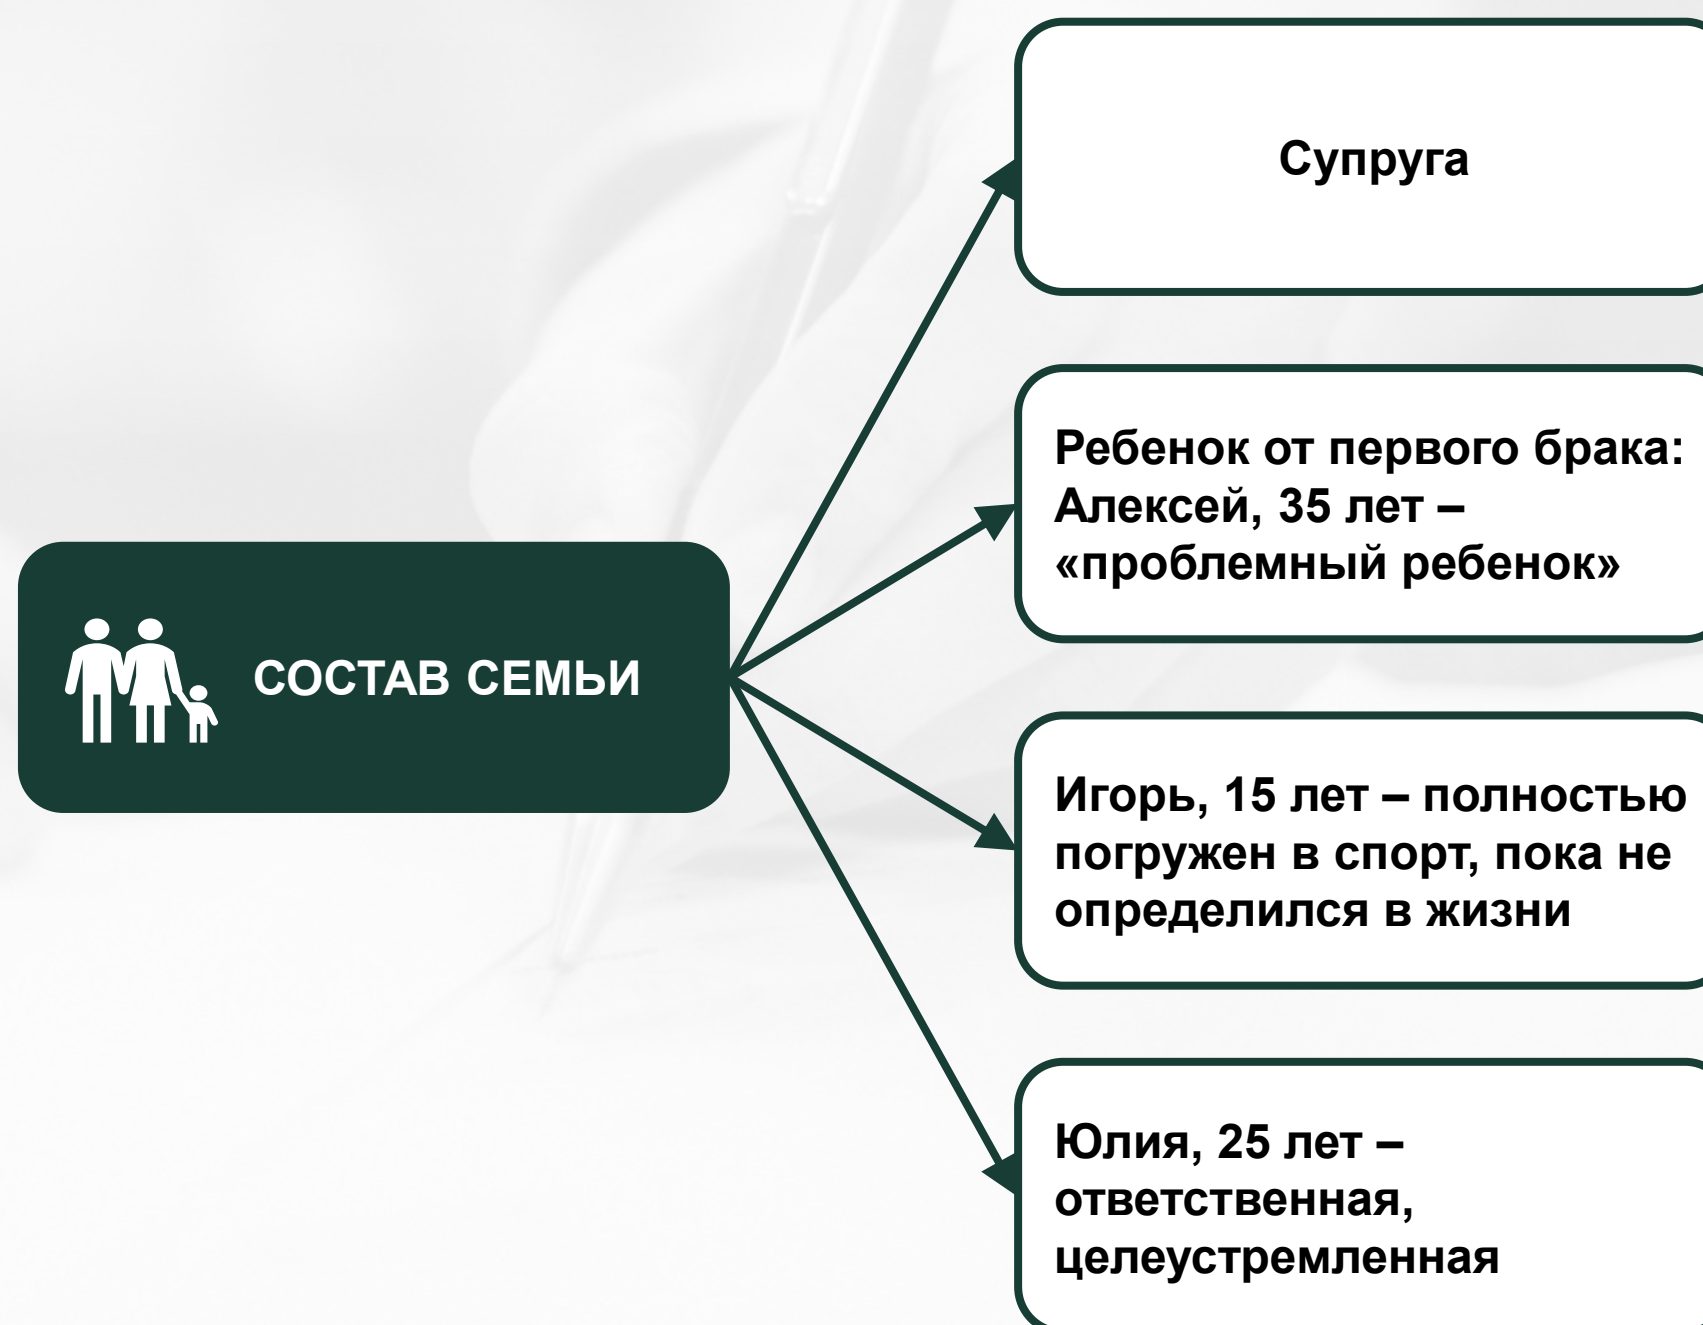 СОСТАВ СЕМЬИ
Супруга
Ребенок от первого брака:
Алексей, 35 лет –
«проблемный ребенок»
Игорь, 15 лет – полностью
погружен в спорт, пока не
определился в жизни
Юлия, 25 лет –
ответственная,
целеустремленная